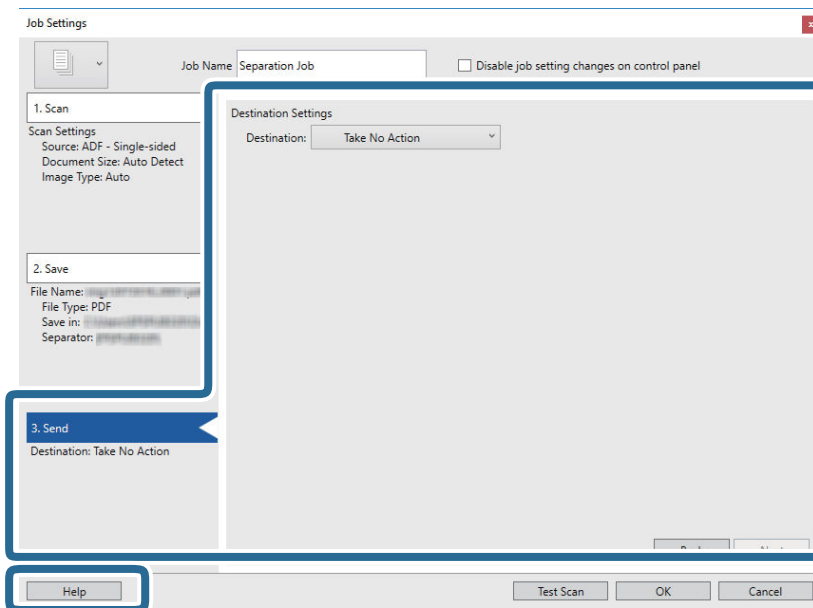 Job Settings
Job Name Separation Job Disable job setting changes on control panel
1. Scan
Scan Settings
Source: ADF - Single-sided
Document Size: Auto Detect
Image Type: Auto
Destination Settings
Destination: Take No Action
2. Save
File Name:
File Type: PDF
Save in:
Separator:
3. Send
Destination: Take No Action
Help Test Scan OK Cancel